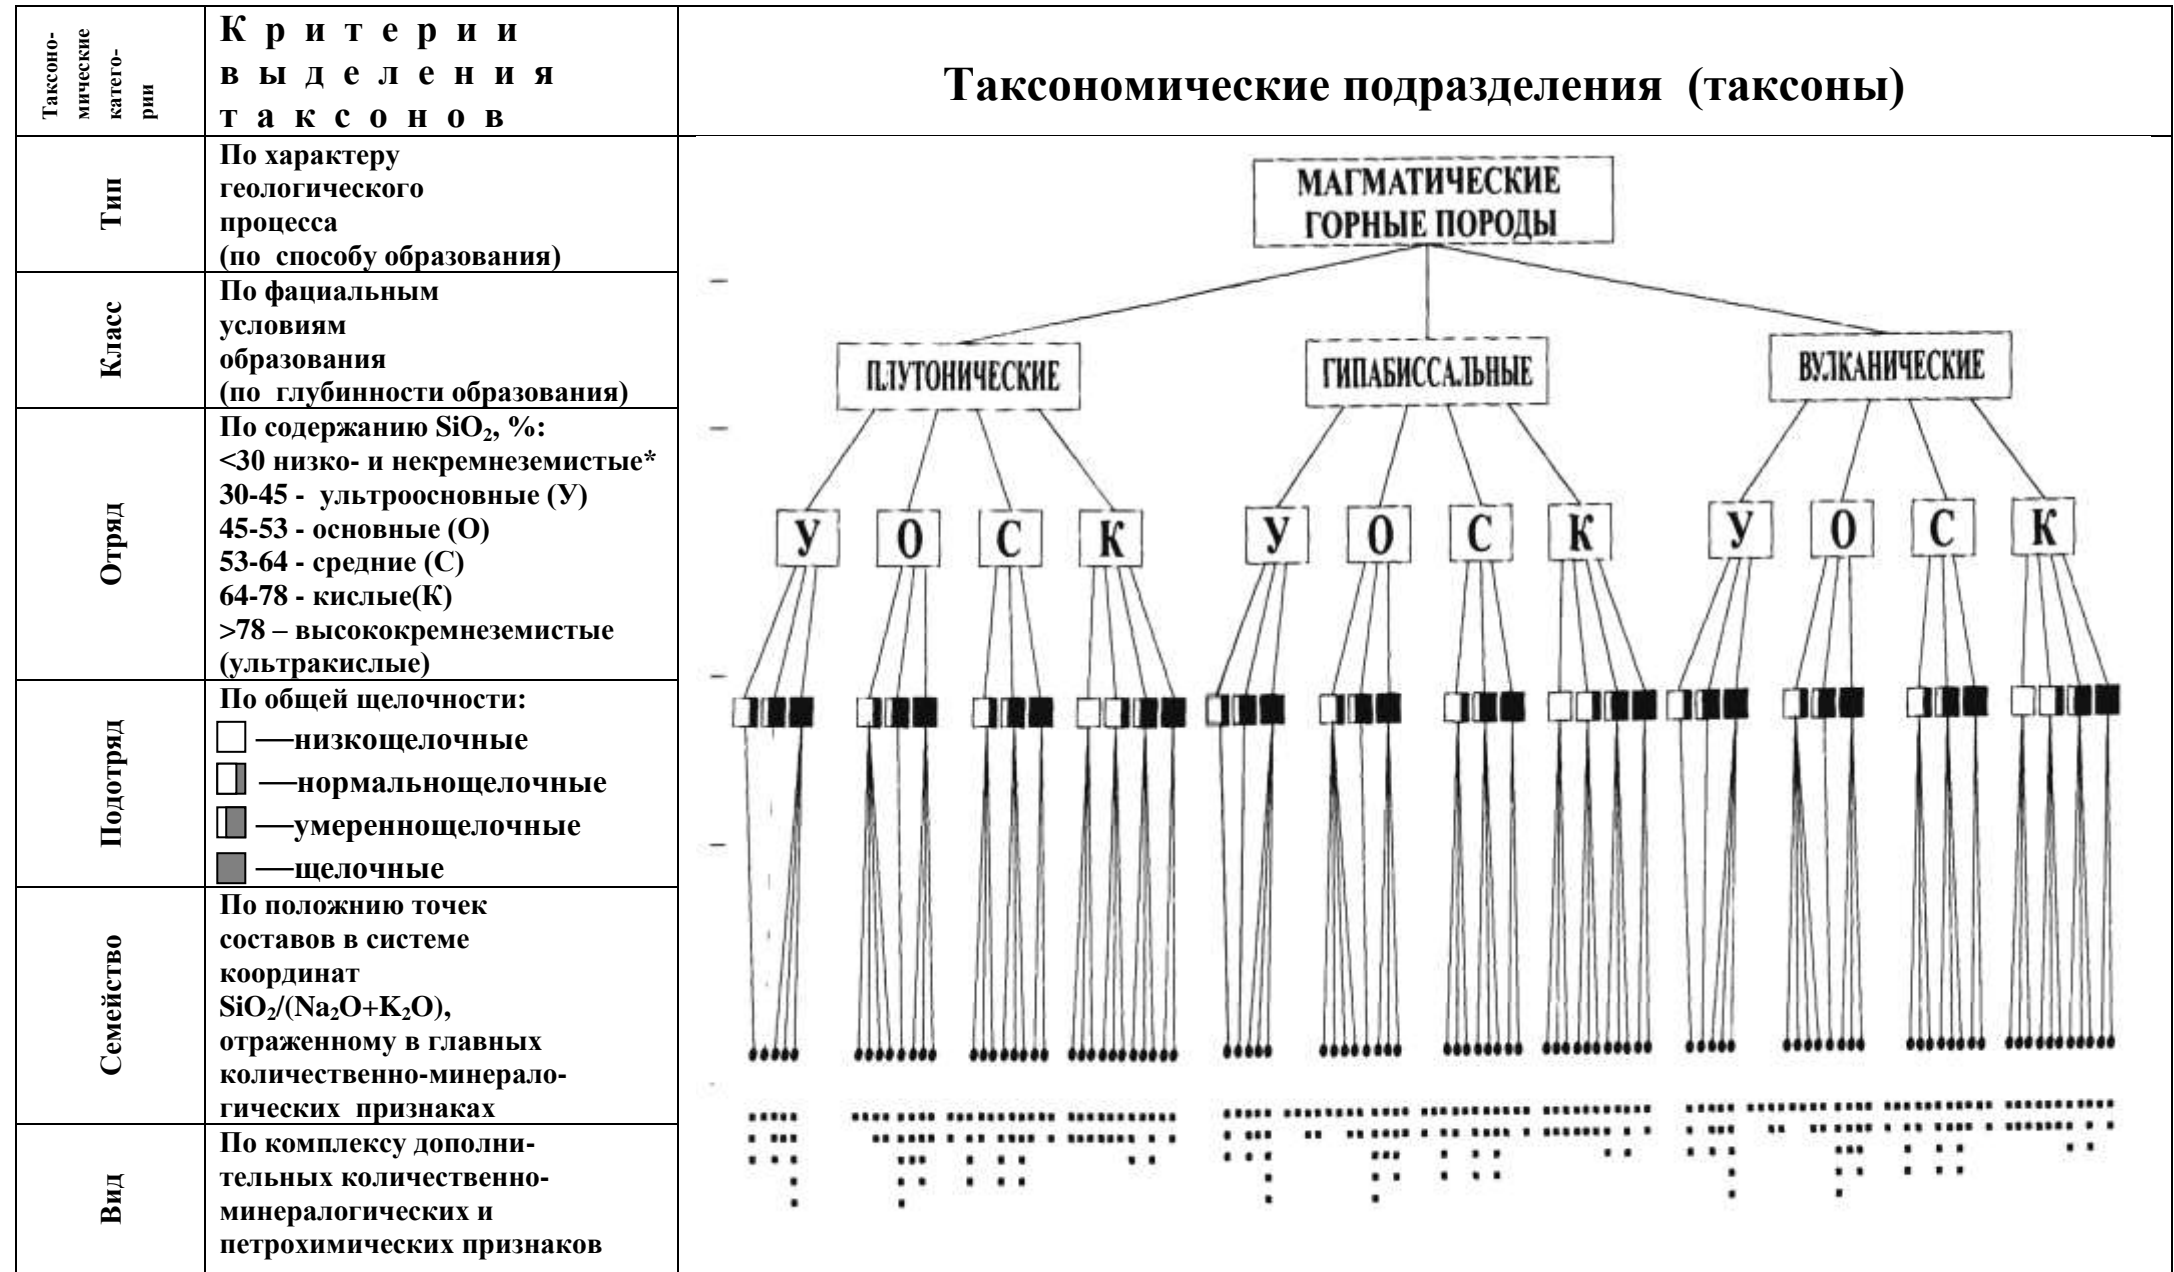 Таксоно-
мические
катего-
рии
Критерии
выделения
таксонов
Таксономические подразделения (таксоны)
Тип
По характеру
геологического
процесса
(по способу образования)
Класс
По фациальным
условиям
образования
(по глубинности образования)
Отряд
По содержанию SiO₂, %:
<30 низко- и некремнеземистые*
30-45 - ультроосновные (У)
45-53 - основные (О)
53-64 - средние (С)
64-78 - кислые(К)
>78 – высококремнеземистые
(ультракислые)
Подотряд
По общей щелочности:
—низкощелочные
—нормальнощелочные
—умереннощелочные
—щелочные
Семейство
По положнию точек
составов в системе
координат
SiO₂/(Na₂O+K₂O),
отраженному в главных
количественно-минерало-
гических признаках
Вид
По комплексу дополни-
тельных количественно-
минералогических и
петрохимических признаков
МАГМАТИЧЕСКИЕ
ГОРНЫЕ ПОРОДЫ
ПЛУТОНИЧЕСКИЕ
ГИПАБИССАЛЬНЫЕ
ВУЛКАНИЧЕСКИЕ
У О С К
У О С К
У О С К